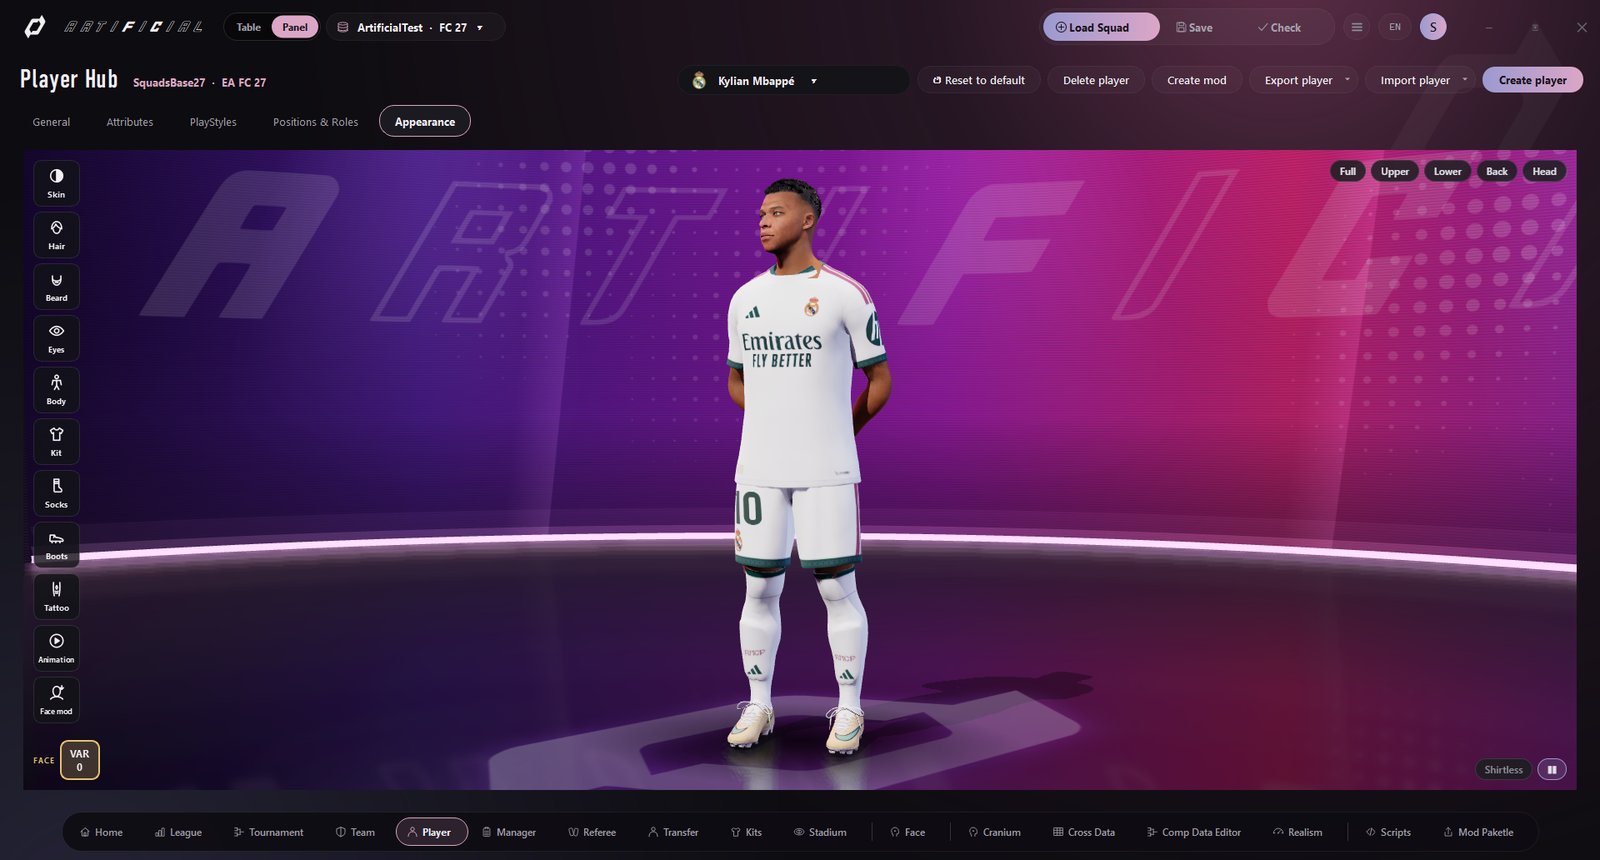 ARTIFICIAL
Table
Panel
ArtificialTest · FC 27
Load Squad
Save
Check
EN
S
Player Hub
SquadsBase27 · EA FC 27
Kylian Mbappé
Reset to default
Delete player
Create mod
Export player
Import player
Create player
General
Attributes
PlayStyles
Positions & Roles
Appearance
Skin
Hair
Beard
Eyes
Body
Kit
Socks
Boots
Tattoo
Animation
Face mod
FACE
VAR
0
Full
Upper
Lower
Back
Head
ARTIFICI
Emirates
FLY BETTER
10
RMCF
RMCF
Shirtless
Home
League
Tournament
Team
Player
Manager
Referee
Transfer
Kits
Stadium
Face
Cranium
Cross Data
Comp Data Editor
Realism
Scripts
Mod Paketle